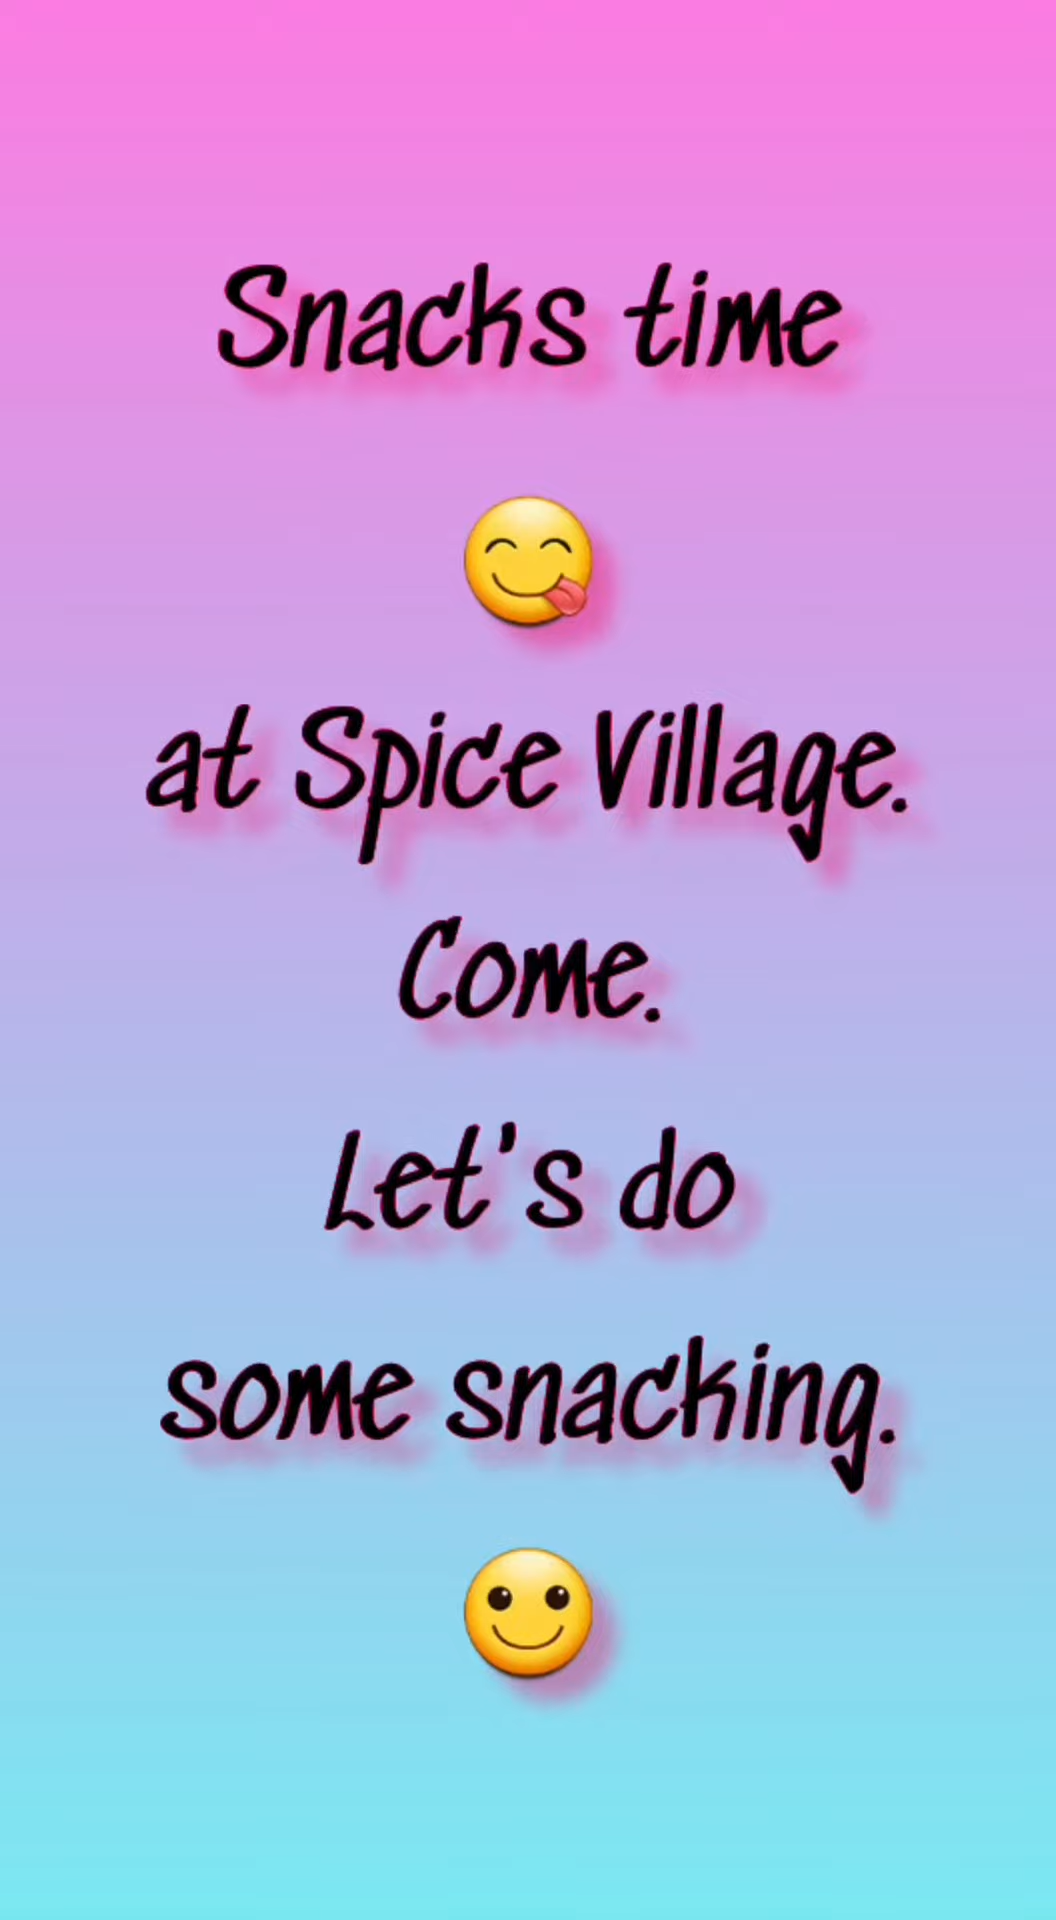 Snacks time
😋
at Spice Village.
Come.
Let's do
some snacking.
🙂